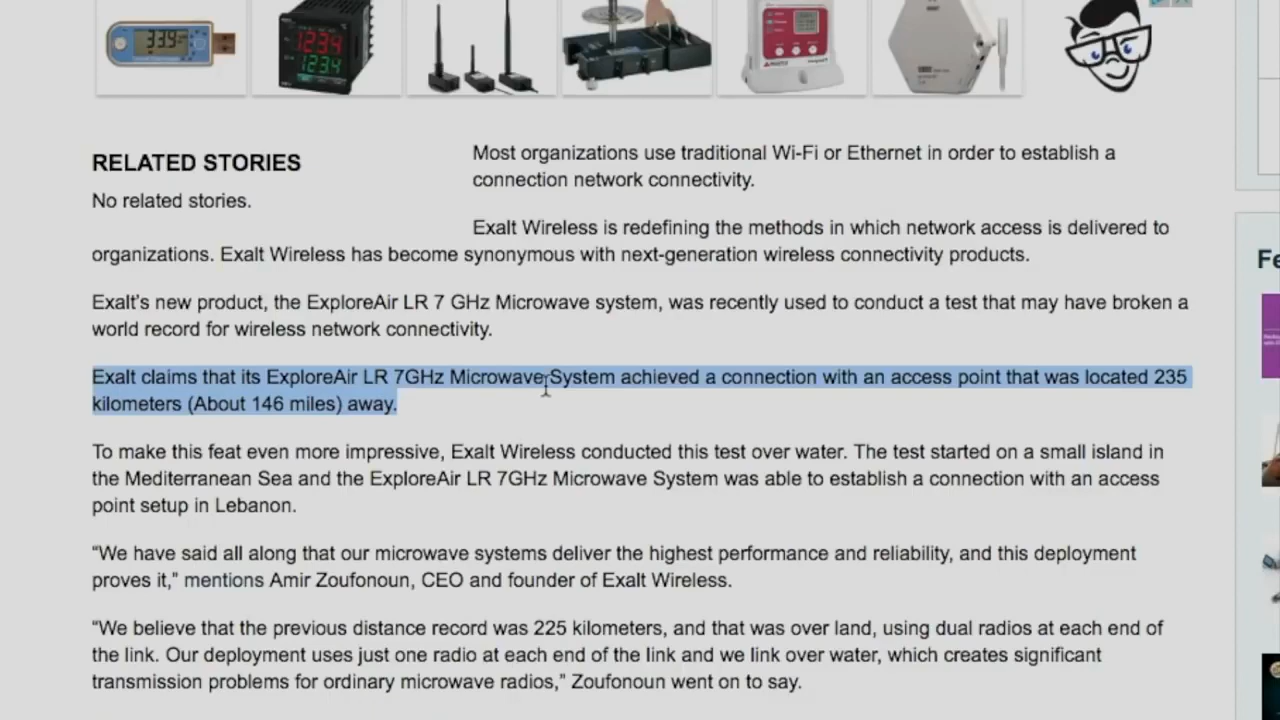 33.9
1234
1234
RELATED STORIES
No related stories.
Most organizations use traditional Wi-Fi or Ethernet in order to establish a
connection network connectivity.
Exalt Wireless is redefining the methods in which network access is delivered to
organizations. Exalt Wireless has become synonymous with next-generation wireless connectivity products.
Exalt’s new product, the ExploreAir LR 7 GHz Microwave system, was recently used to conduct a test that may have broken a
world record for wireless network connectivity.
Exalt claims that its ExploreAir LR 7GHz Microwave System achieved a connection with an access point that was located 235
kilometers (About 146 miles) away.
To make this feat even more impressive, Exalt Wireless conducted this test over water. The test started on a small island in
the Mediterranean Sea and the ExploreAir LR 7GHz Microwave System was able to establish a connection with an access
point setup in Lebanon.
“We have said all along that our microwave systems deliver the highest performance and reliability, and this deployment
proves it,” mentions Amir Zoufonoun, CEO and founder of Exalt Wireless.
“We believe that the previous distance record was 225 kilometers, and that was over land, using dual radios at each end of
the link. Our deployment uses just one radio at each end of the link and we link over water, which creates significant
transmission problems for ordinary microwave radios,” Zoufonoun went on to say.
Fe